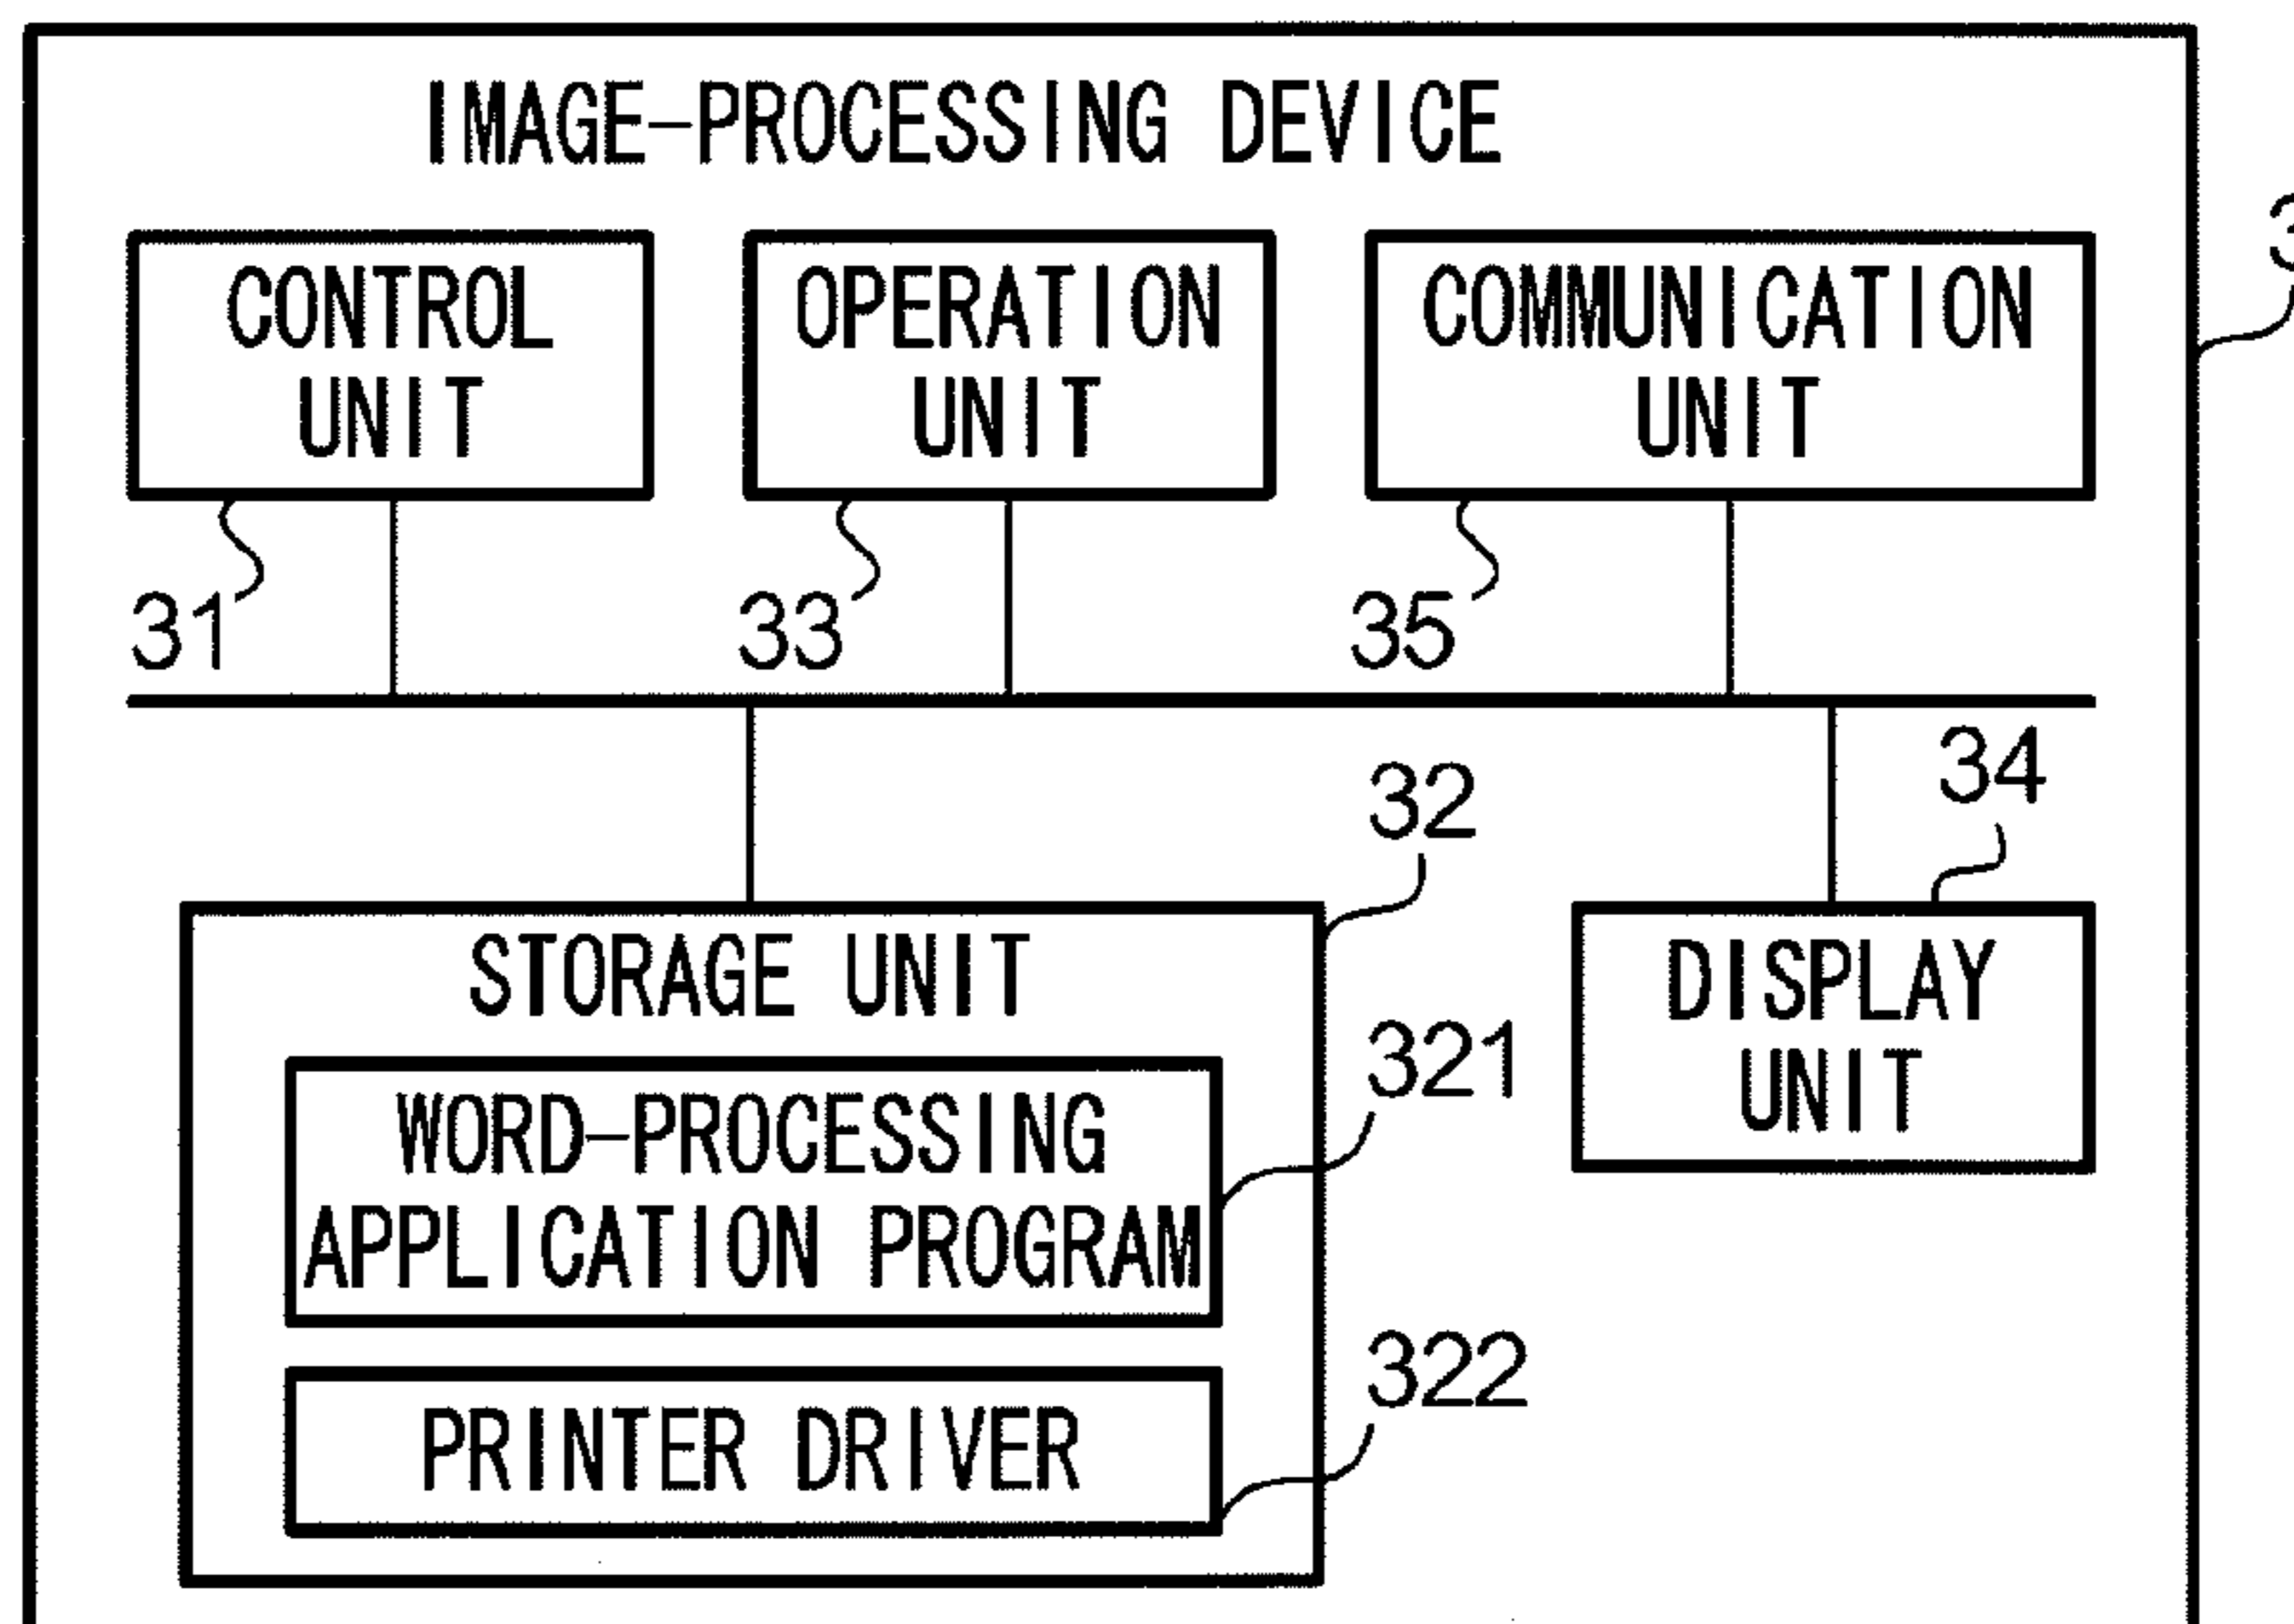 IMAGE-PROCESSING DEVICE
3
CONTROL
UNIT
OPERATION
UNIT
COMMUNICATION
UNIT
31
33
35
32
34
STORAGE UNIT
DISPLAY
UNIT
321
WORD-PROCESSING
APPLICATION PROGRAM
322
PRINTER DRIVER